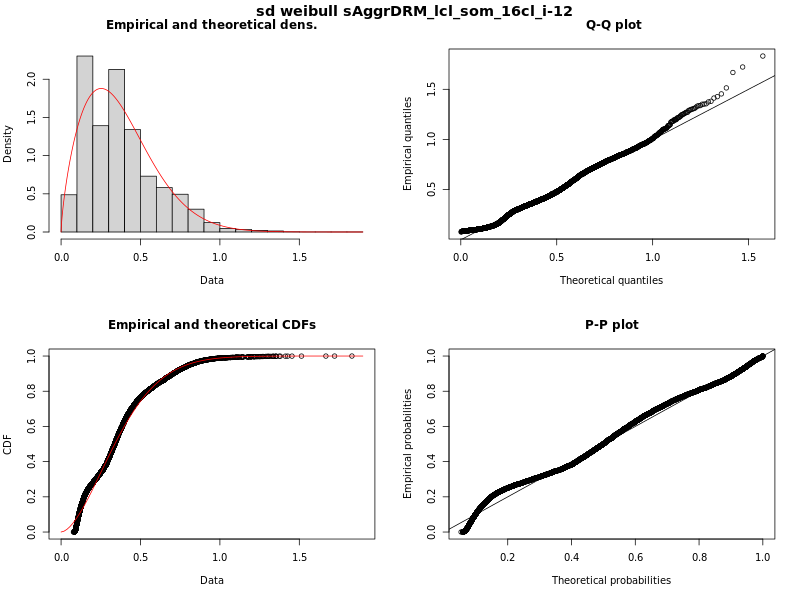 sd weibull sAggrDRM_lcl_som_16cl_i-12
Empirical and theoretical dens.
Density
0.0 0.5 1.0 1.5 2.0
0.0 0.5 1.0 1.5
Data
Q-Q plot
Empirical quantiles
0.5 1.0 1.5
0.0 0.5 1.0 1.5
Theoretical quantiles
Empirical and theoretical CDFs
CDF
0.0 0.2 0.4 0.6 0.8 1.0
0.0 0.5 1.0 1.5
Data
P-P plot
Empirical probabilities
0.0 0.2 0.4 0.6 0.8 1.0
0.2 0.4 0.6 0.8 1.0
Theoretical probabilities